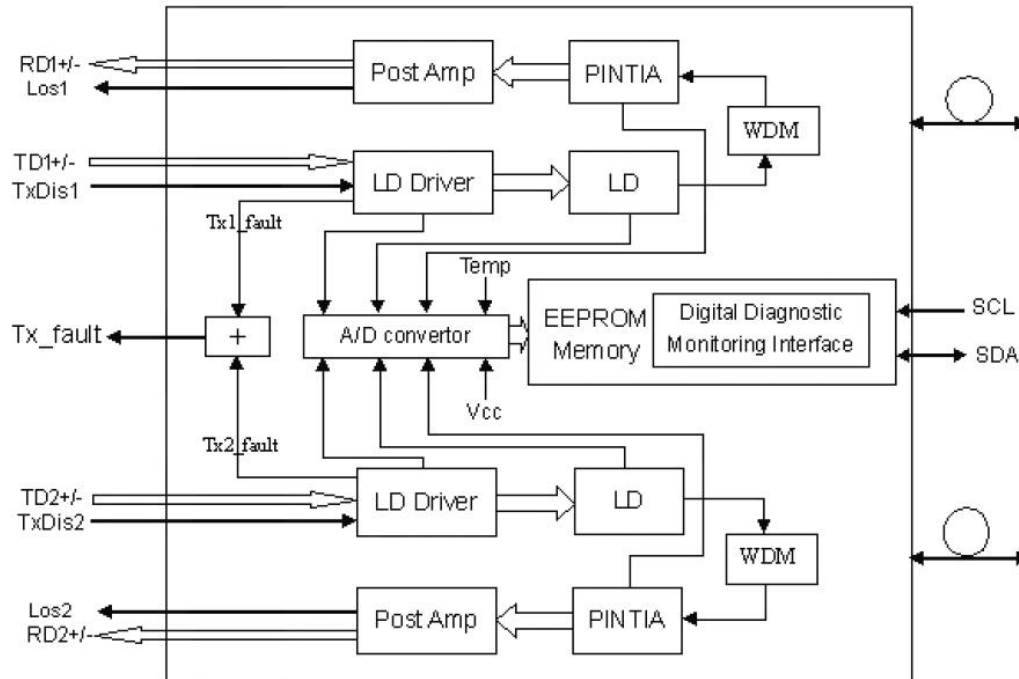 RD1+/-
Los1
Post Amp
PINTIA
WDM
TD1+/-
TxDis1
LD Driver
LD
Tx1_fault
Temp
Tx_fault
+
A/D convertor
EEPROM
Memory
Digital Diagnostic
Monitoring Interface
SCL
SDA
Vcc
Tx2_fault
TD2+/-
TxDis2
LD Driver
LD
WDM
Los2
RD2+/-
Post Amp
PINTIA